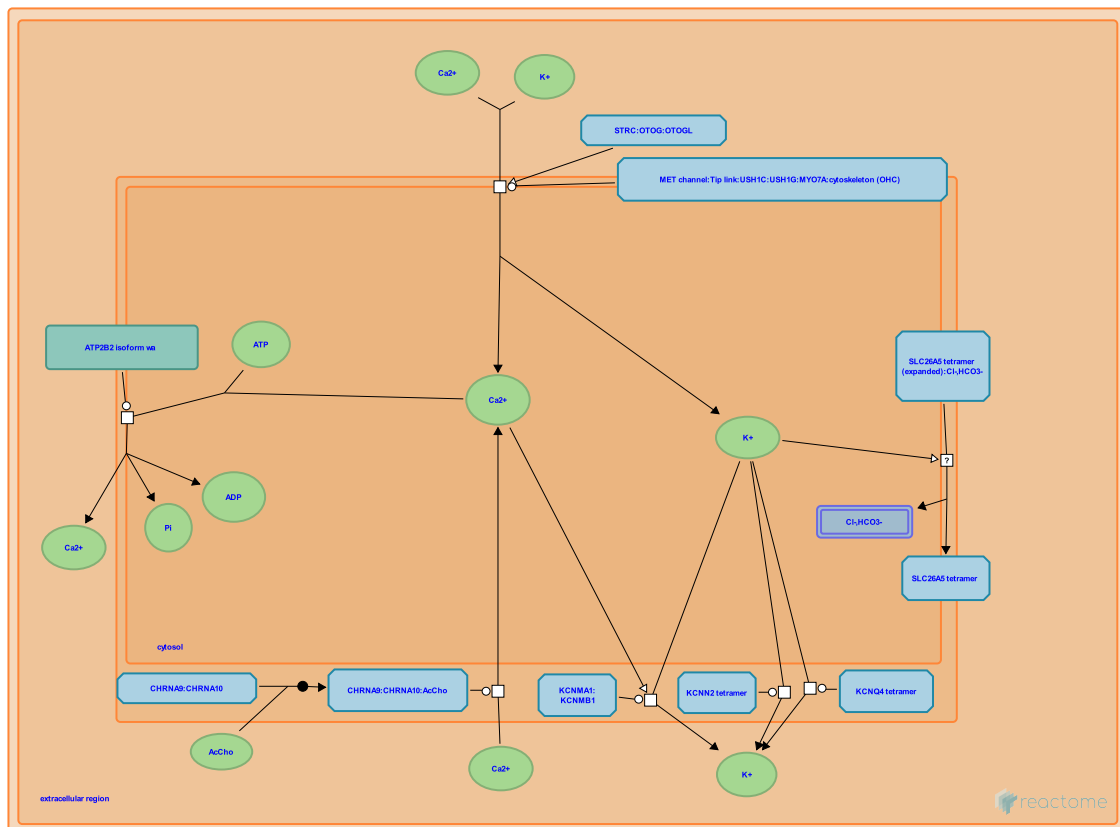 Ca2+
K+
STRC:OTOG:OTOGL
MET channel:Tip link:USH1C:USH1G:MYO7A:cytoskeleton (OHC)
ATP2B2 isoform wa
ATP
SLC26A5 tetramer
(expanded):Cl-,HCO3-
Ca2+
K+
?
ADP
Pi
Cl-,HCO3-
Ca2+
SLC26A5 tetramer
cytosol
CHRNA9:CHRNA10
CHRNA9:CHRNA10:AcCho
KCNMA1:
KCNMB1
KCNN2 tetramer
KCNQ4 tetramer
AcCho
Ca2+
K+
extracellular region
reactome